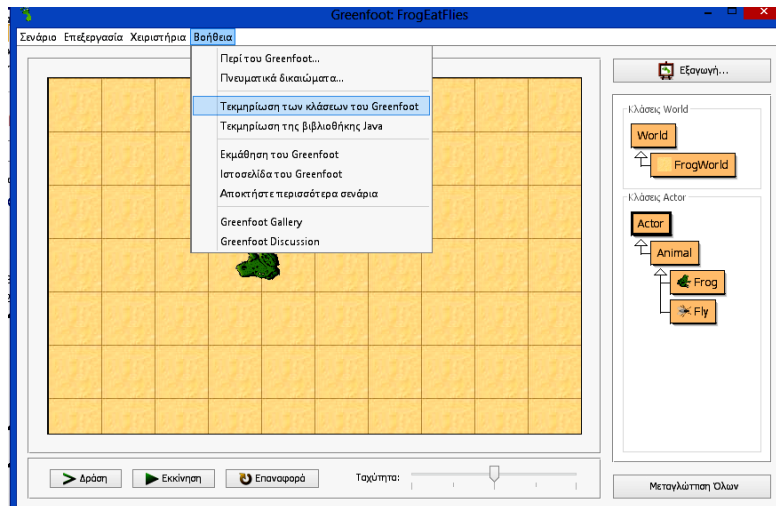 Greenfoot: FrogEatFlies
Σενάριο Επεξεργασία Χειριστήρια Βοήθεια
Περί του Greenfoot...
Πνευματικά δικαιώματα...
Τεκμηρίωση των κλάσεων του Greenfoot
Τεκμηρίωση της βιβλιοθήκης Java
Εκμάθηση του Greenfoot
Ιστοσελίδα του Greenfoot
Αποκτήστε περισσότερα σενάρια
Greenfoot Gallery
Greenfoot Discussion
Εξαγωγή...
Κλάσεις World
World
FrogWorld
Κλάσεις Actor
Actor
Animal
Frog
Fly
Δράση
Εκκίνηση
Επαναφορά
Ταχύτητα:
Μεταγλώττιση Όλων